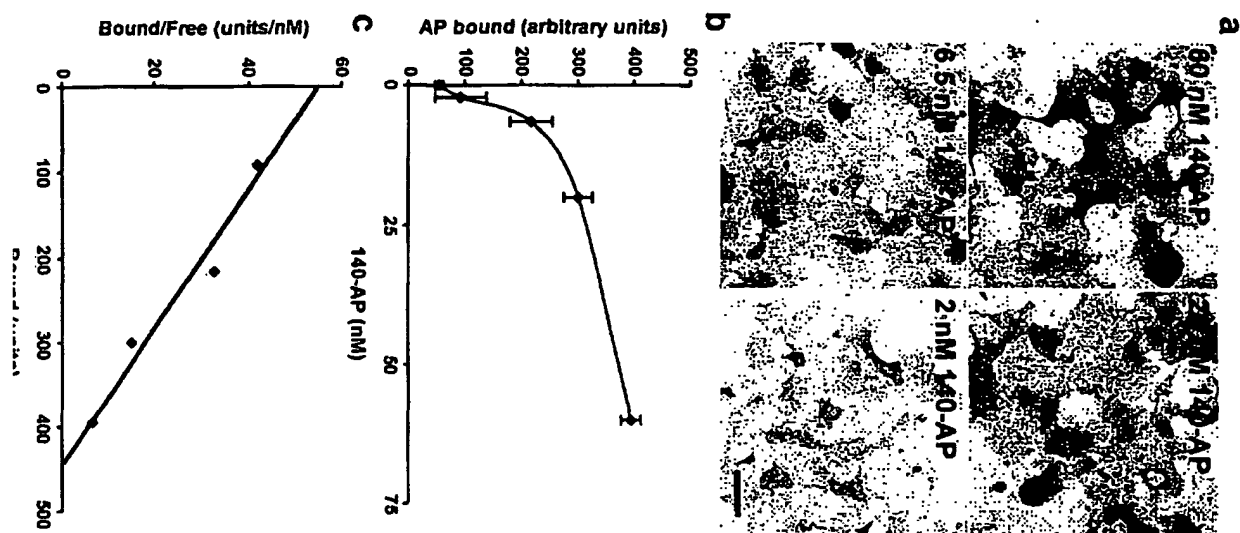 a
60 nM 140-AP
nM 140-AP
6.5 nM 140-AP
2 nM 140-AP
b
AP bound (arbitrary units)
500
400
300
200
100
0
0
25
50
75
140-AP (nM)
c
Bound/Free (units/nM)
60
40
20
0
0
100
200
300
400
500